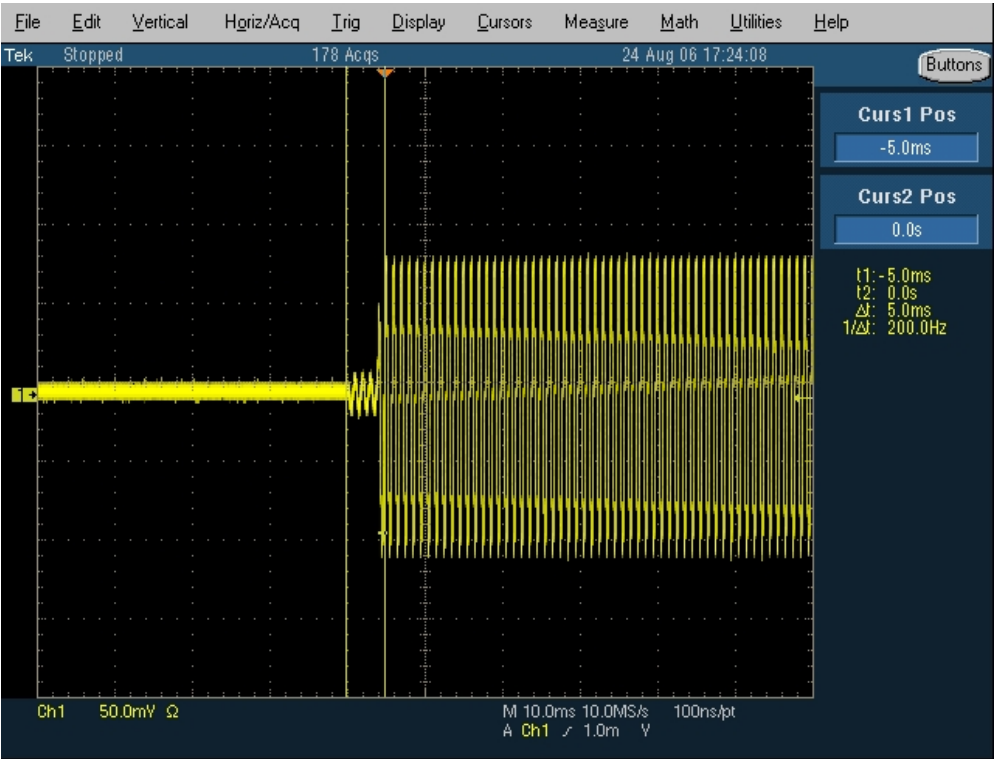 File Edit Vertical Horiz/Acq Trig Display Cursors Measure Math Utilities Help
Tek Stopped 178 Acqs 24 Aug 06 17:24:08
Buttons
Curs1 Pos
-5.0ms
Curs2 Pos
0.0s
t1: -5.0ms
t2: 0.0s
Δt: 5.0ms
1/Δt: 200.0Hz
1
Ch1 50.0mV Ω
M 10.0ms 10.0MS/s 100ns/pt
A Ch1 / 1.0m V